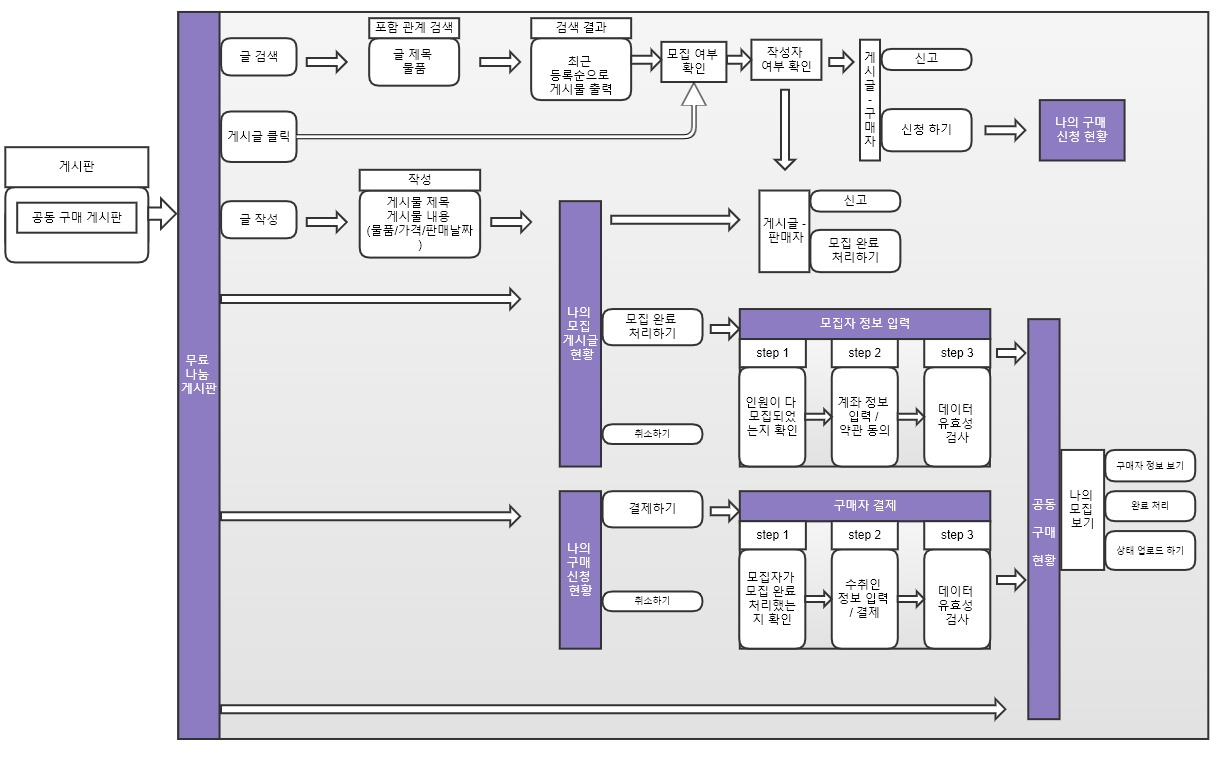 게시판
공동 구매 게시판
무료
나눔
게시판
글 검색
포함 관계 검색
글 제목
물품
검색 결과
최근
등록순으로
게시물 출력
모집 여부
확인
작성자
여부 확인
게
시
글
-
구
매
자
신고
신청 하기
나의 구매
신청 현황
게시글 클릭
글 작성
작성
게시물 제목
게시물 내용
(물품/가격/판매날짜
)
게시글 -
판매자
신고
모집 완료
처리하기
나의
모집
게시글
현황
모집 완료
처리하기
취소하기
모집자 정보 입력
step 1
step 2
step 3
인원이 다
모집되었
는지 확인
계좌 정보
입력 /
약관 동의
데이터
유효성
검사
나의
구매
신청
현황
결제하기
취소하기
구매자 결제
step 1
step 2
step 3
모집자가
모집 완료
처리했는
지 확인
수취인
정보 입력
/ 결제
데이터
유효성
검사
공동
구매
현황
나의
모집
보기
구매자 정보 보기
완료 처리
상태 업로드 하기